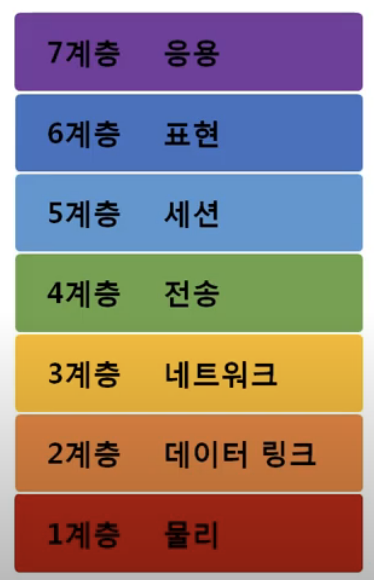 7계층 응용
6계층 표현
5계층 세션
4계층 전송
3계층 네트워크
2계층 데이터 링크
1계층 물리